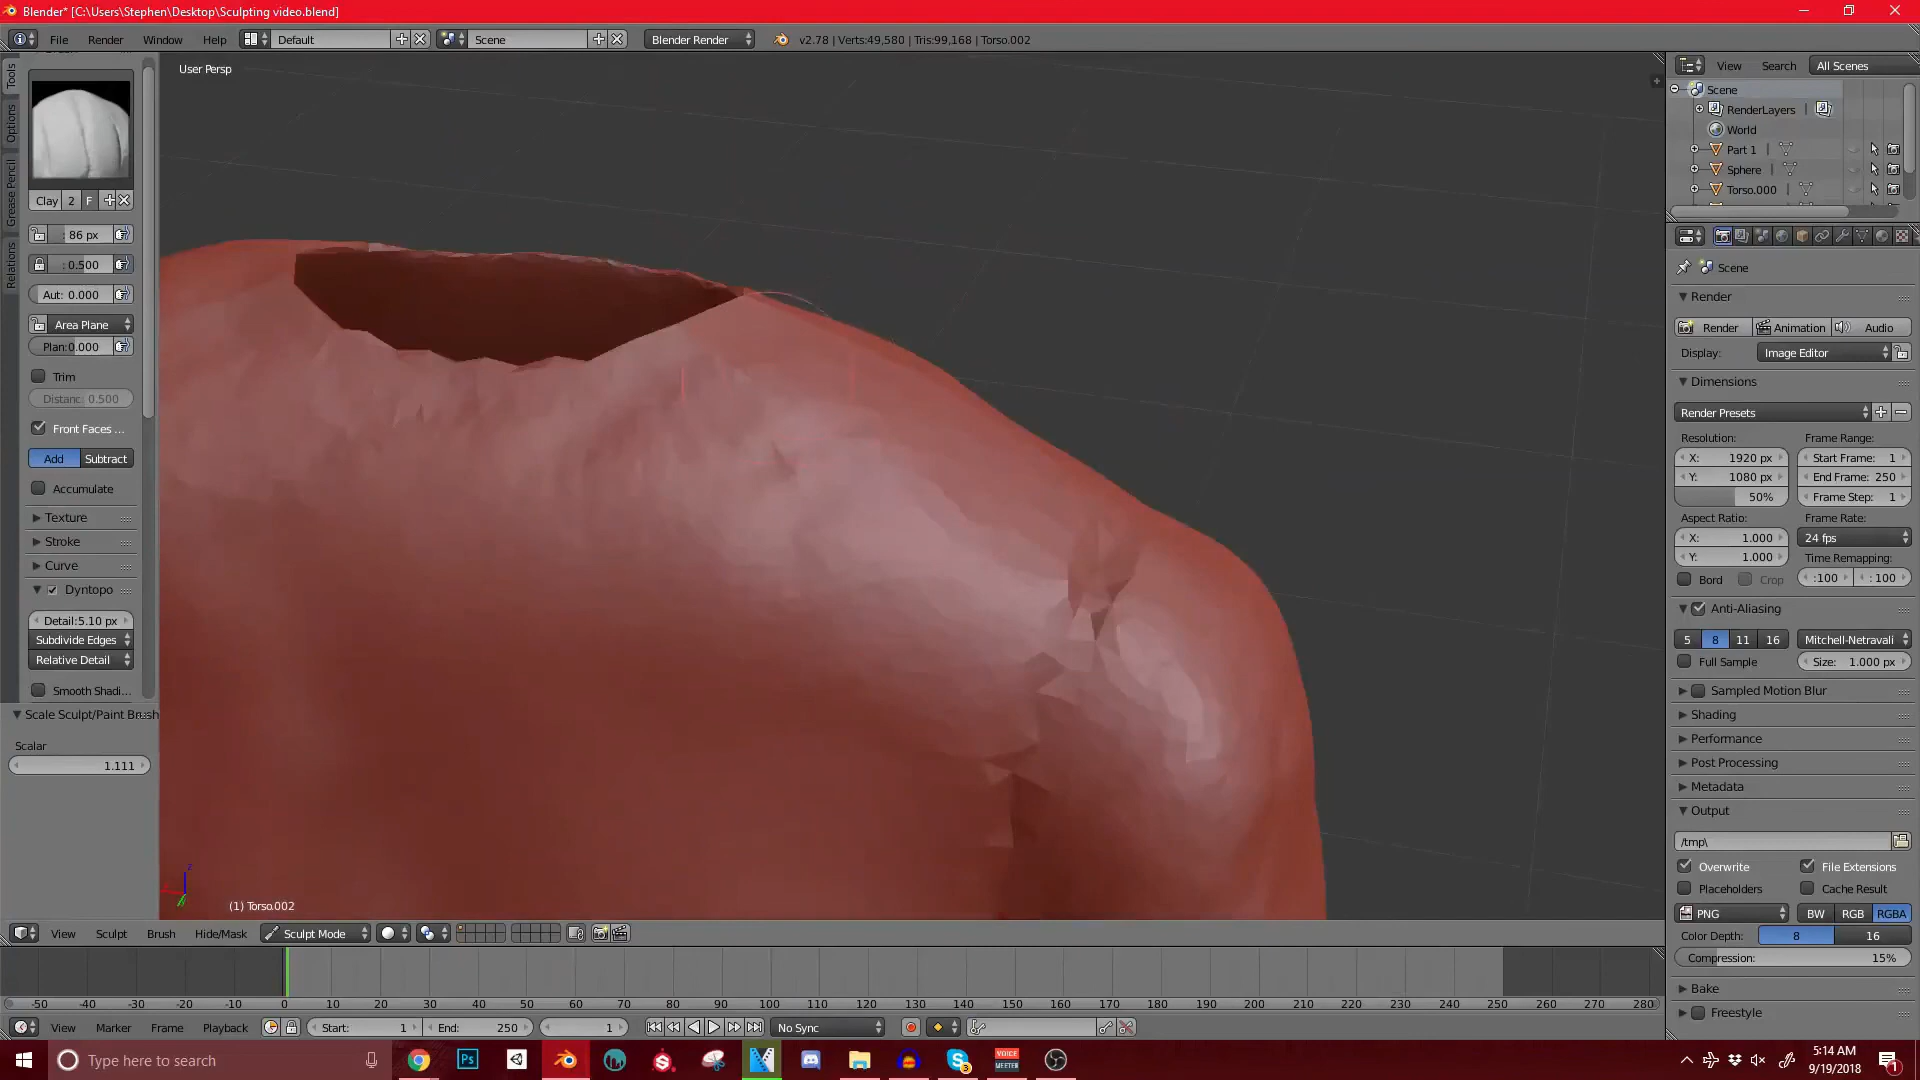 Blender* [C:\Users\Stephen\Desktop\Sculpting video.blend]
File Render Window Help Default Scene Blender Render v2.78 | Verts:49,580 | Tris:99,168 | Torso.002
User Persp
Tools
Options
Grease Pencil
Relations
Clay 2 F
: 86 px
: 0.500
Aut: 0.000
Area Plane
Plan:0.000
Trim
Distanc: 0.500
Front Faces ...
Add Subtract
Accumulate
Texture
Stroke
Curve
Dyntopo
Detail:5.10 px
Subdivide Edges
Relative Detail
Smooth Shadi...
Scale Sculpt/Paint Brush
Scalar
1.111
(1) Torso.002
View Sculpt Brush Hide/Mask Sculpt Mode
View Search All Scenes
Scene
RenderLayers
World
Part 1
Sphere
Torso.000
Scene
Render
Render Animation Audio
Display: Image Editor
Dimensions
Render Presets
Resolution: Frame Range:
X: 1920 px Start Frame: 1
Y: 1080 px End Frame: 250
50% Frame Step: 1
Aspect Ratio: Frame Rate:
X: 1.000 24 fps
Y: 1.000 Time Remapping:
Bord Crop :100 : 100
Anti-Aliasing
5 8 11 16 Mitchell-Netravali
Full Sample Size: 1.000 px
Sampled Motion Blur
Shading
Performance
Post Processing
Metadata
Output
/tmp\
Overwrite File Extensions
Placeholders Cache Result
PNG BW RGB RGBA
Color Depth: 8 16
Compression: 15%
Bake
Freestyle
-50 -40 -30 -20 -10 0 10 20 30 40 50 60 70 80 90 100 110 120 130 140 150 160 170 180 190 200 210 220 230 240 250 260 270 280
View Marker Frame Playback Start: 1 End: 250 1 No Sync
Type here to search
Ps
VOICE
MEETER
3
5:14 AM
9/19/2018
1